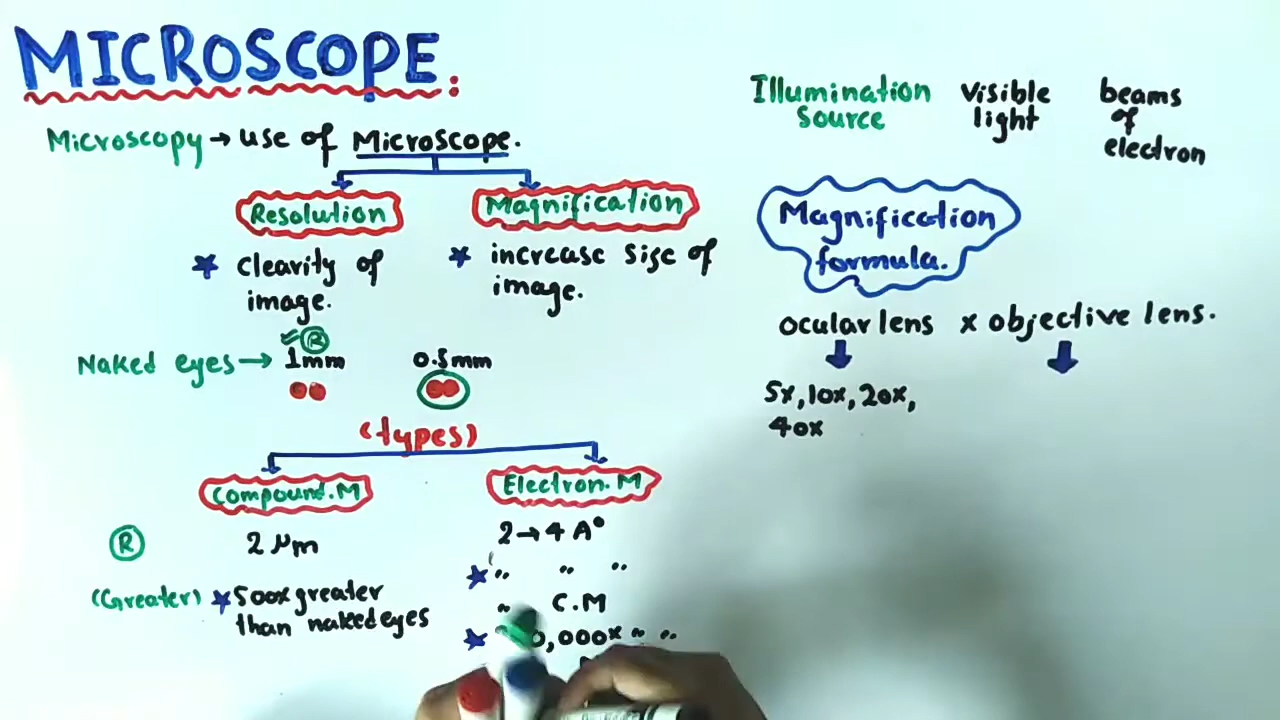 MICROSCOPE:
Microscopy → use of Microscope.
Resolution
Magnification
★ clearity of
image.
★ increase size of
image.
R
Naked eyes → 1mm
0.5mm
(types)
Compound.M
Electron.M
R
2 μm
2 → 4 A°
(Greater) ★ 500x greater
than naked eyes
★ " " "
" C.M
★ 0,000x " "
Illumination
source
visible
light
beams
of
electron
Magnification
formula.
ocular lens x objective lens.
5x, 10x, 20x,
40x